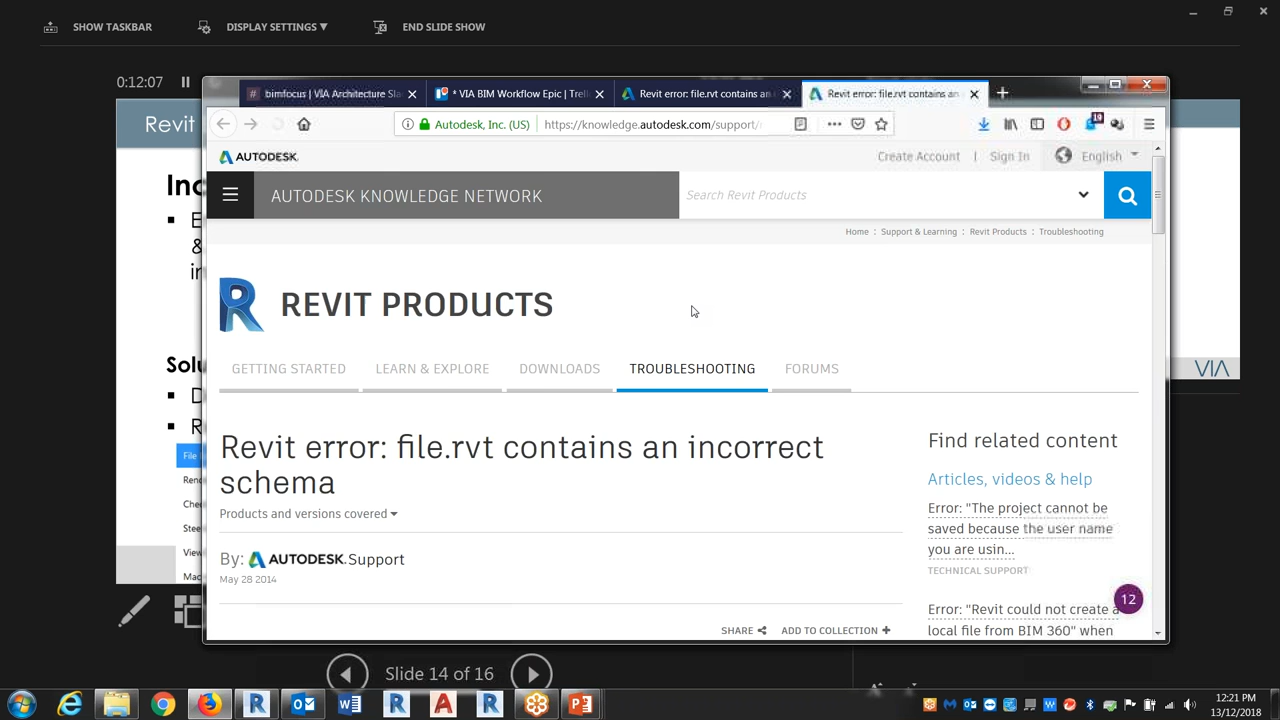 SHOW TASKBAR
DISPLAY SETTINGS ▼
END SLIDE SHOW
0:12:07
bimfocus | VIA Architecture Sla
* VIA BIM Workflow Epic | Trell
Revit error: file.rvt contains an
Revit error: file.rvt contains an
Autodesk, Inc. (US)
https://knowledge.autodesk.com/support/
19
Revit
AUTODESK
Create Account | Sign In
English
AUTODESK KNOWLEDGE NETWORK
Search Revit Products
Home : Support & Learning : Revit Products : Troubleshooting
REVIT PRODUCTS
GETTING STARTED
LEARN & EXPLORE
DOWNLOADS
TROUBLESHOOTING
FORUMS
VIA
Revit error: file.rvt contains an incorrect
schema
Products and versions covered
By: AUTODESK. Support
May 28 2014
SHARE
ADD TO COLLECTION
Find related content
Articles, videos & help
Error: "The project cannot be
saved because the user name
you are usin...
TECHNICAL SUPPORT
Error: "Revit could not create a
local file from BIM 360" when
12
File
Slide 14 of 16
12:21 PM
13/12/2018